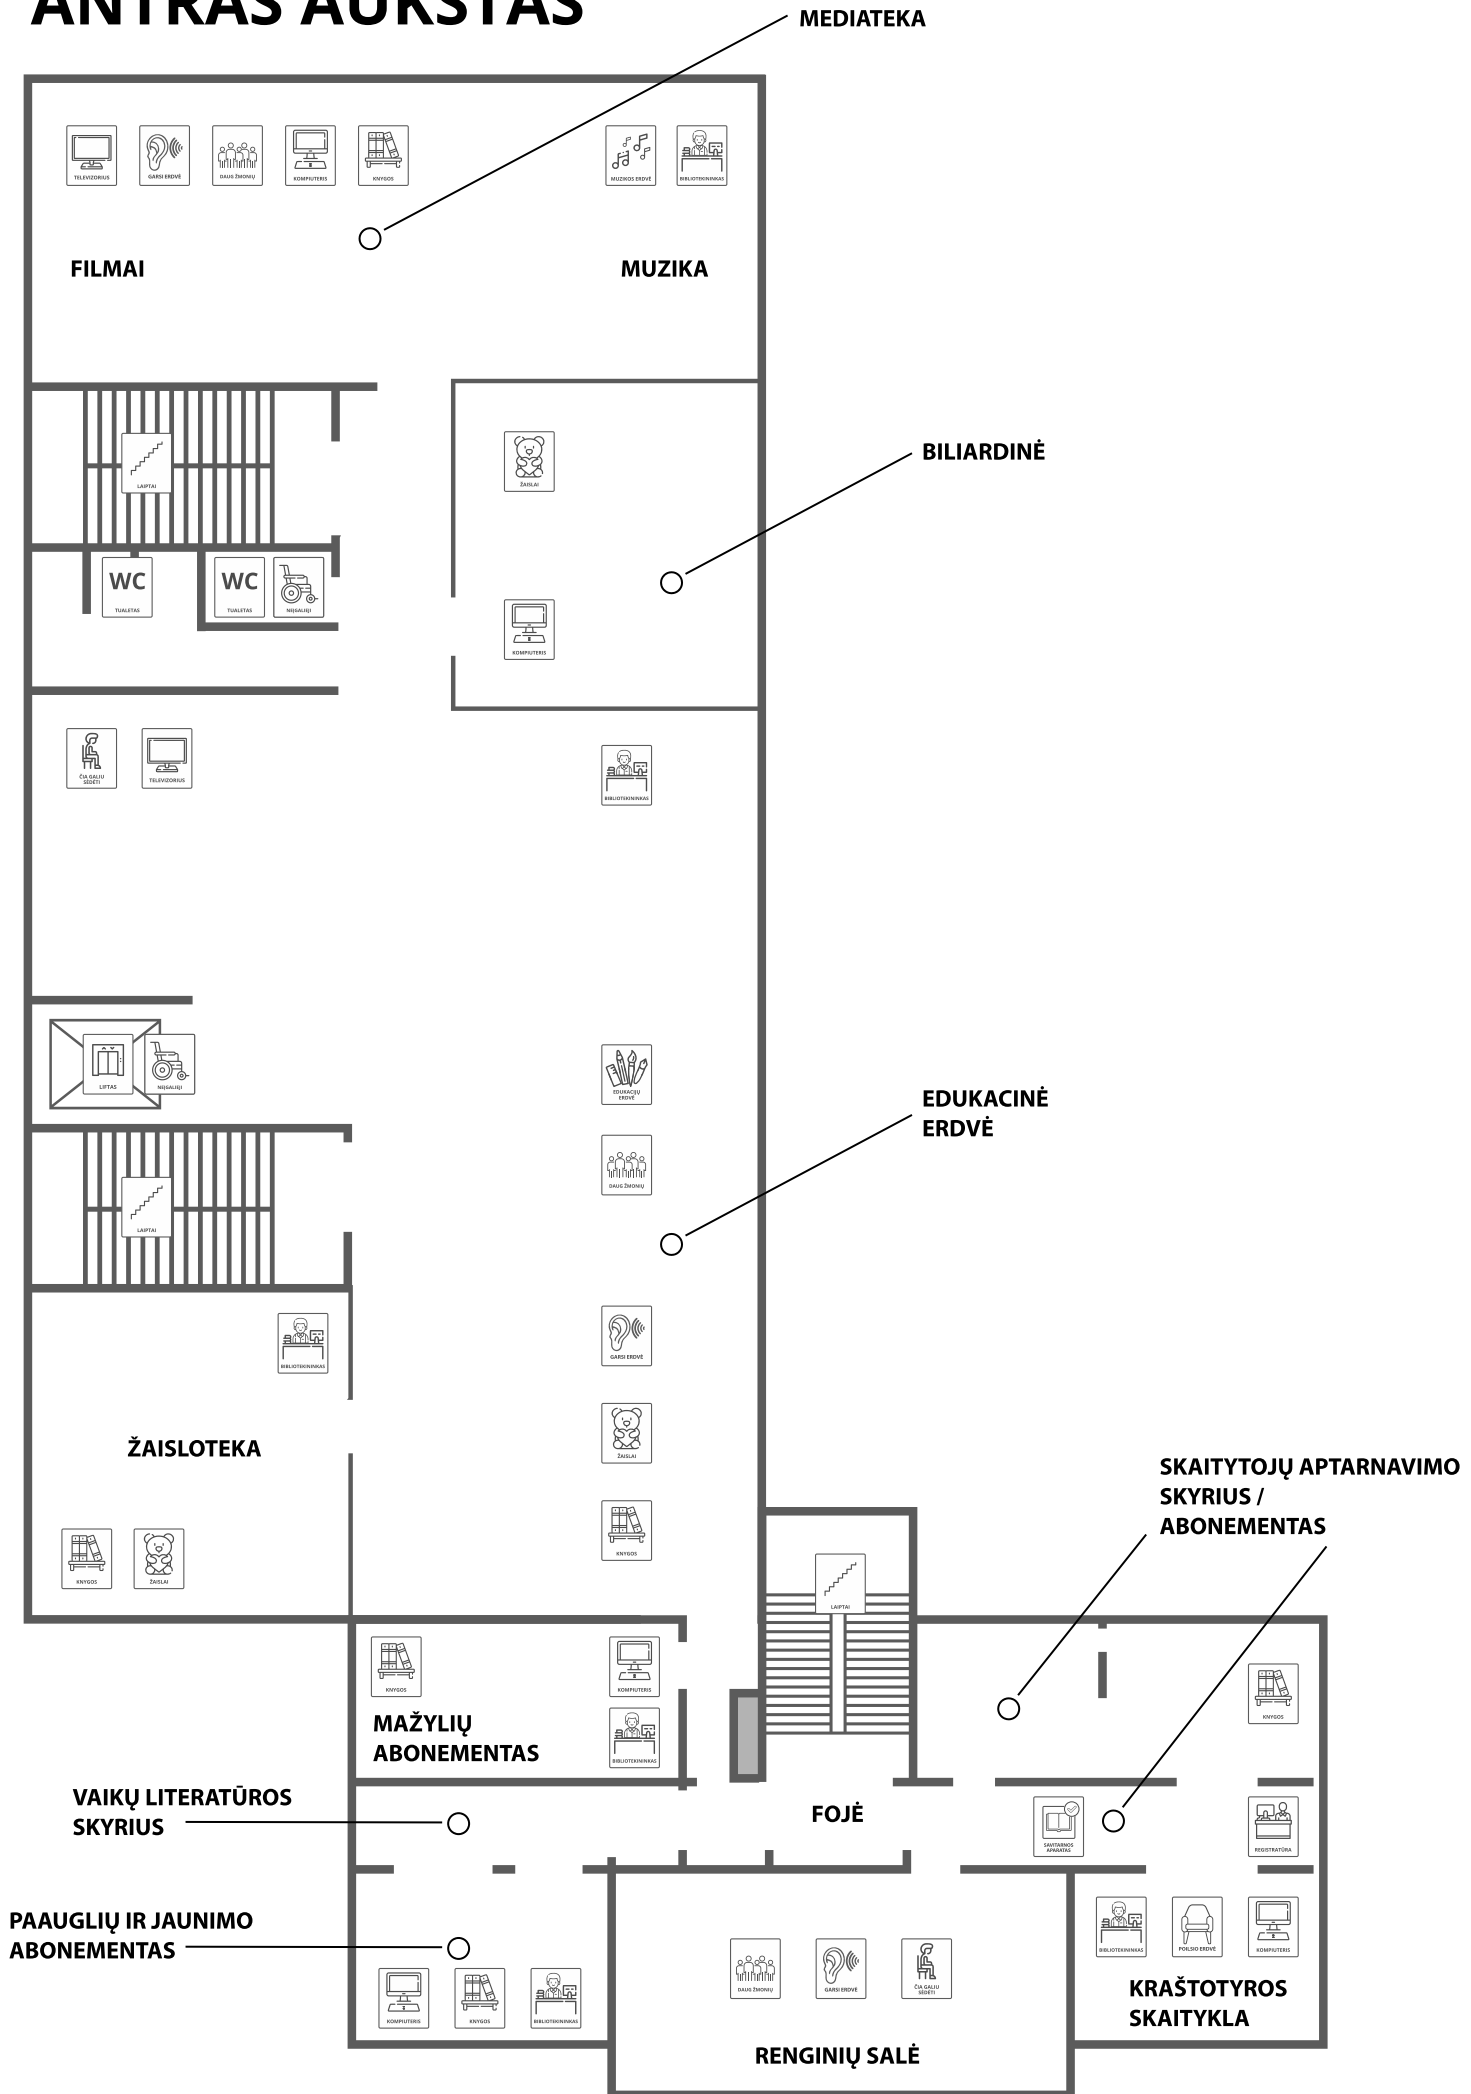 ANTRAS AUKŠTAS
MEDIATEKA
TELEVIZORIUS
GARSI ERDVĖ
DAUG ŽMONIŲ
KOMPIUTERIS
KNYGOS
MUZIKOS ERDVĖ
BIBLIOTEKININKAS
FILMAI
MUZIKA
LAIPTAI
ŽAISLAI
BILIARDINĖ
WC
TUALETAS
WC
TUALETAS
NEĮGALIEJI
KOMPIUTERIS
ČIA GALIU
SĖDĖTI
TELEVIZORIUS
BIBLIOTEKININKAS
LIFTAS
NEĮGALIEJI
EDUKACIJŲ
ERDVĖ
EDUKACINĖ
ERDVĖ
DAUG ŽMONIŲ
LAIPTAI
BIBLIOTEKININKAS
GARSI ERDVĖ
ŽAISLOTEKA
ŽAISLAI
KNYGOS
ŽAISLAI
KNYGOS
SKAITYTOJŲ APTARNAVIMO
SKYRIUS /
ABONEMENTAS
LAIPTAI
KNYGOS
KOMPIUTERIS
KNYGOS
MAŽYLIŲ
ABONEMENTAS
BIBLIOTEKININKAS
VAIKŲ LITERATŪROS
SKYRIUS
FOJĖ
SAVITARNOS
APARATAS
REGISTRATŪRA
PAAUGLIŲ IR JAUNIMO
ABONEMENTAS
KOMPIUTERIS
KNYGOS
BIBLIOTEKININKAS
DAUG ŽMONIŲ
GARSI ERDVĖ
ČIA GALIU
SĖDĖTI
RENGINIŲ SALĖ
BIBLIOTEKININKAS
POILSIO ERDVĖ
KOMPIUTERIS
KRAŠTOTYROS
SKAITYKLA